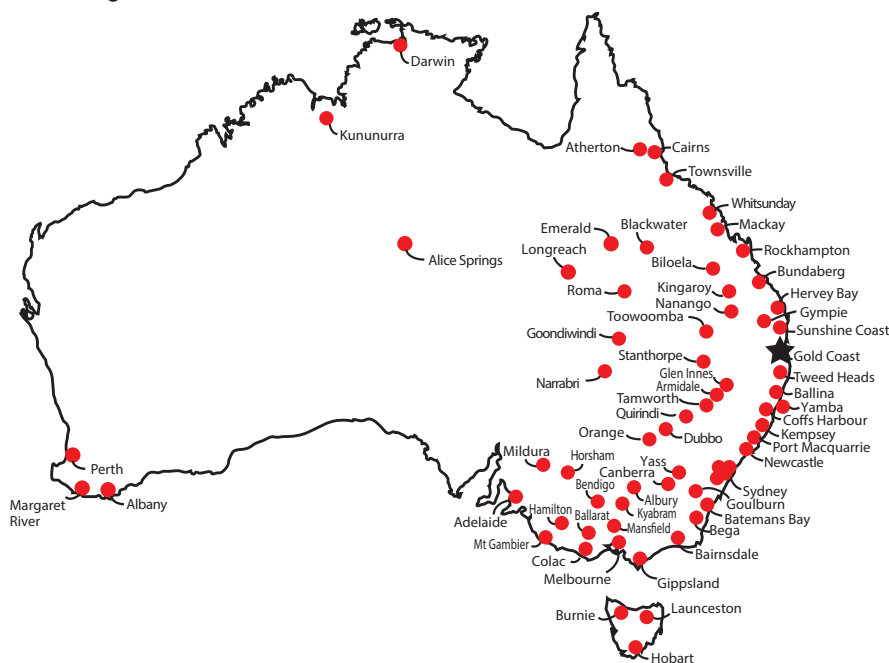 Darwin
Kununurra
Atherton
Cairns
Townsville
Whitsunday
Mackay
Emerald
Blackwater
Rockhampton
Longreach
Alice Springs
Biloela
Bundaberg
Roma
Kingaroy
Hervey Bay
Nanango
Gympie
Toowoomba
Sunshine Coast
Goondiwindi
Gold Coast
Stanthorpe
Glen Innes
Tweed Heads
Narrabri
Armidale
Ballina
Tamworth
Yamba
Quirindi
Coffs Harbour
Orange
Dubbo
Kempsey
Port Macquarrie
Mildura
Horsham
Yass
Newcastle
Perth
Canberra
Bendigo
Sydney
Margaret
River
Albany
Albury
Goulburn
Adelaide
Hamilton
Ballarat
Kyabram
Batemans Bay
Mansfield
Bega
Mt Gambier
Colac
Bairnsdale
Melbourne
Gippsland
Burnie
Launceston
Hobart